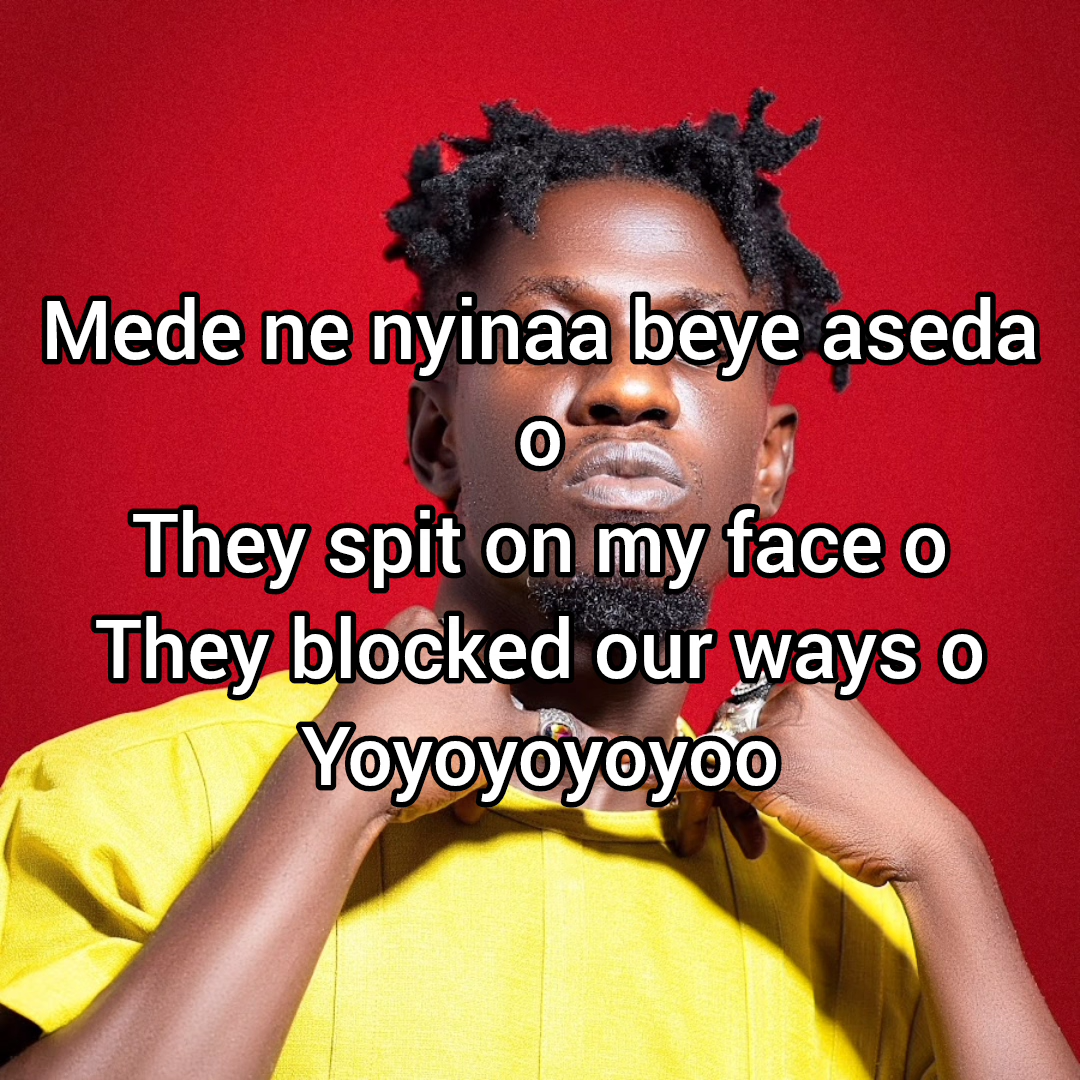 Mede ne nyinaa beye aseda
o
They spit on my face o
They blocked our ways o
Yoyoyoyoyoo